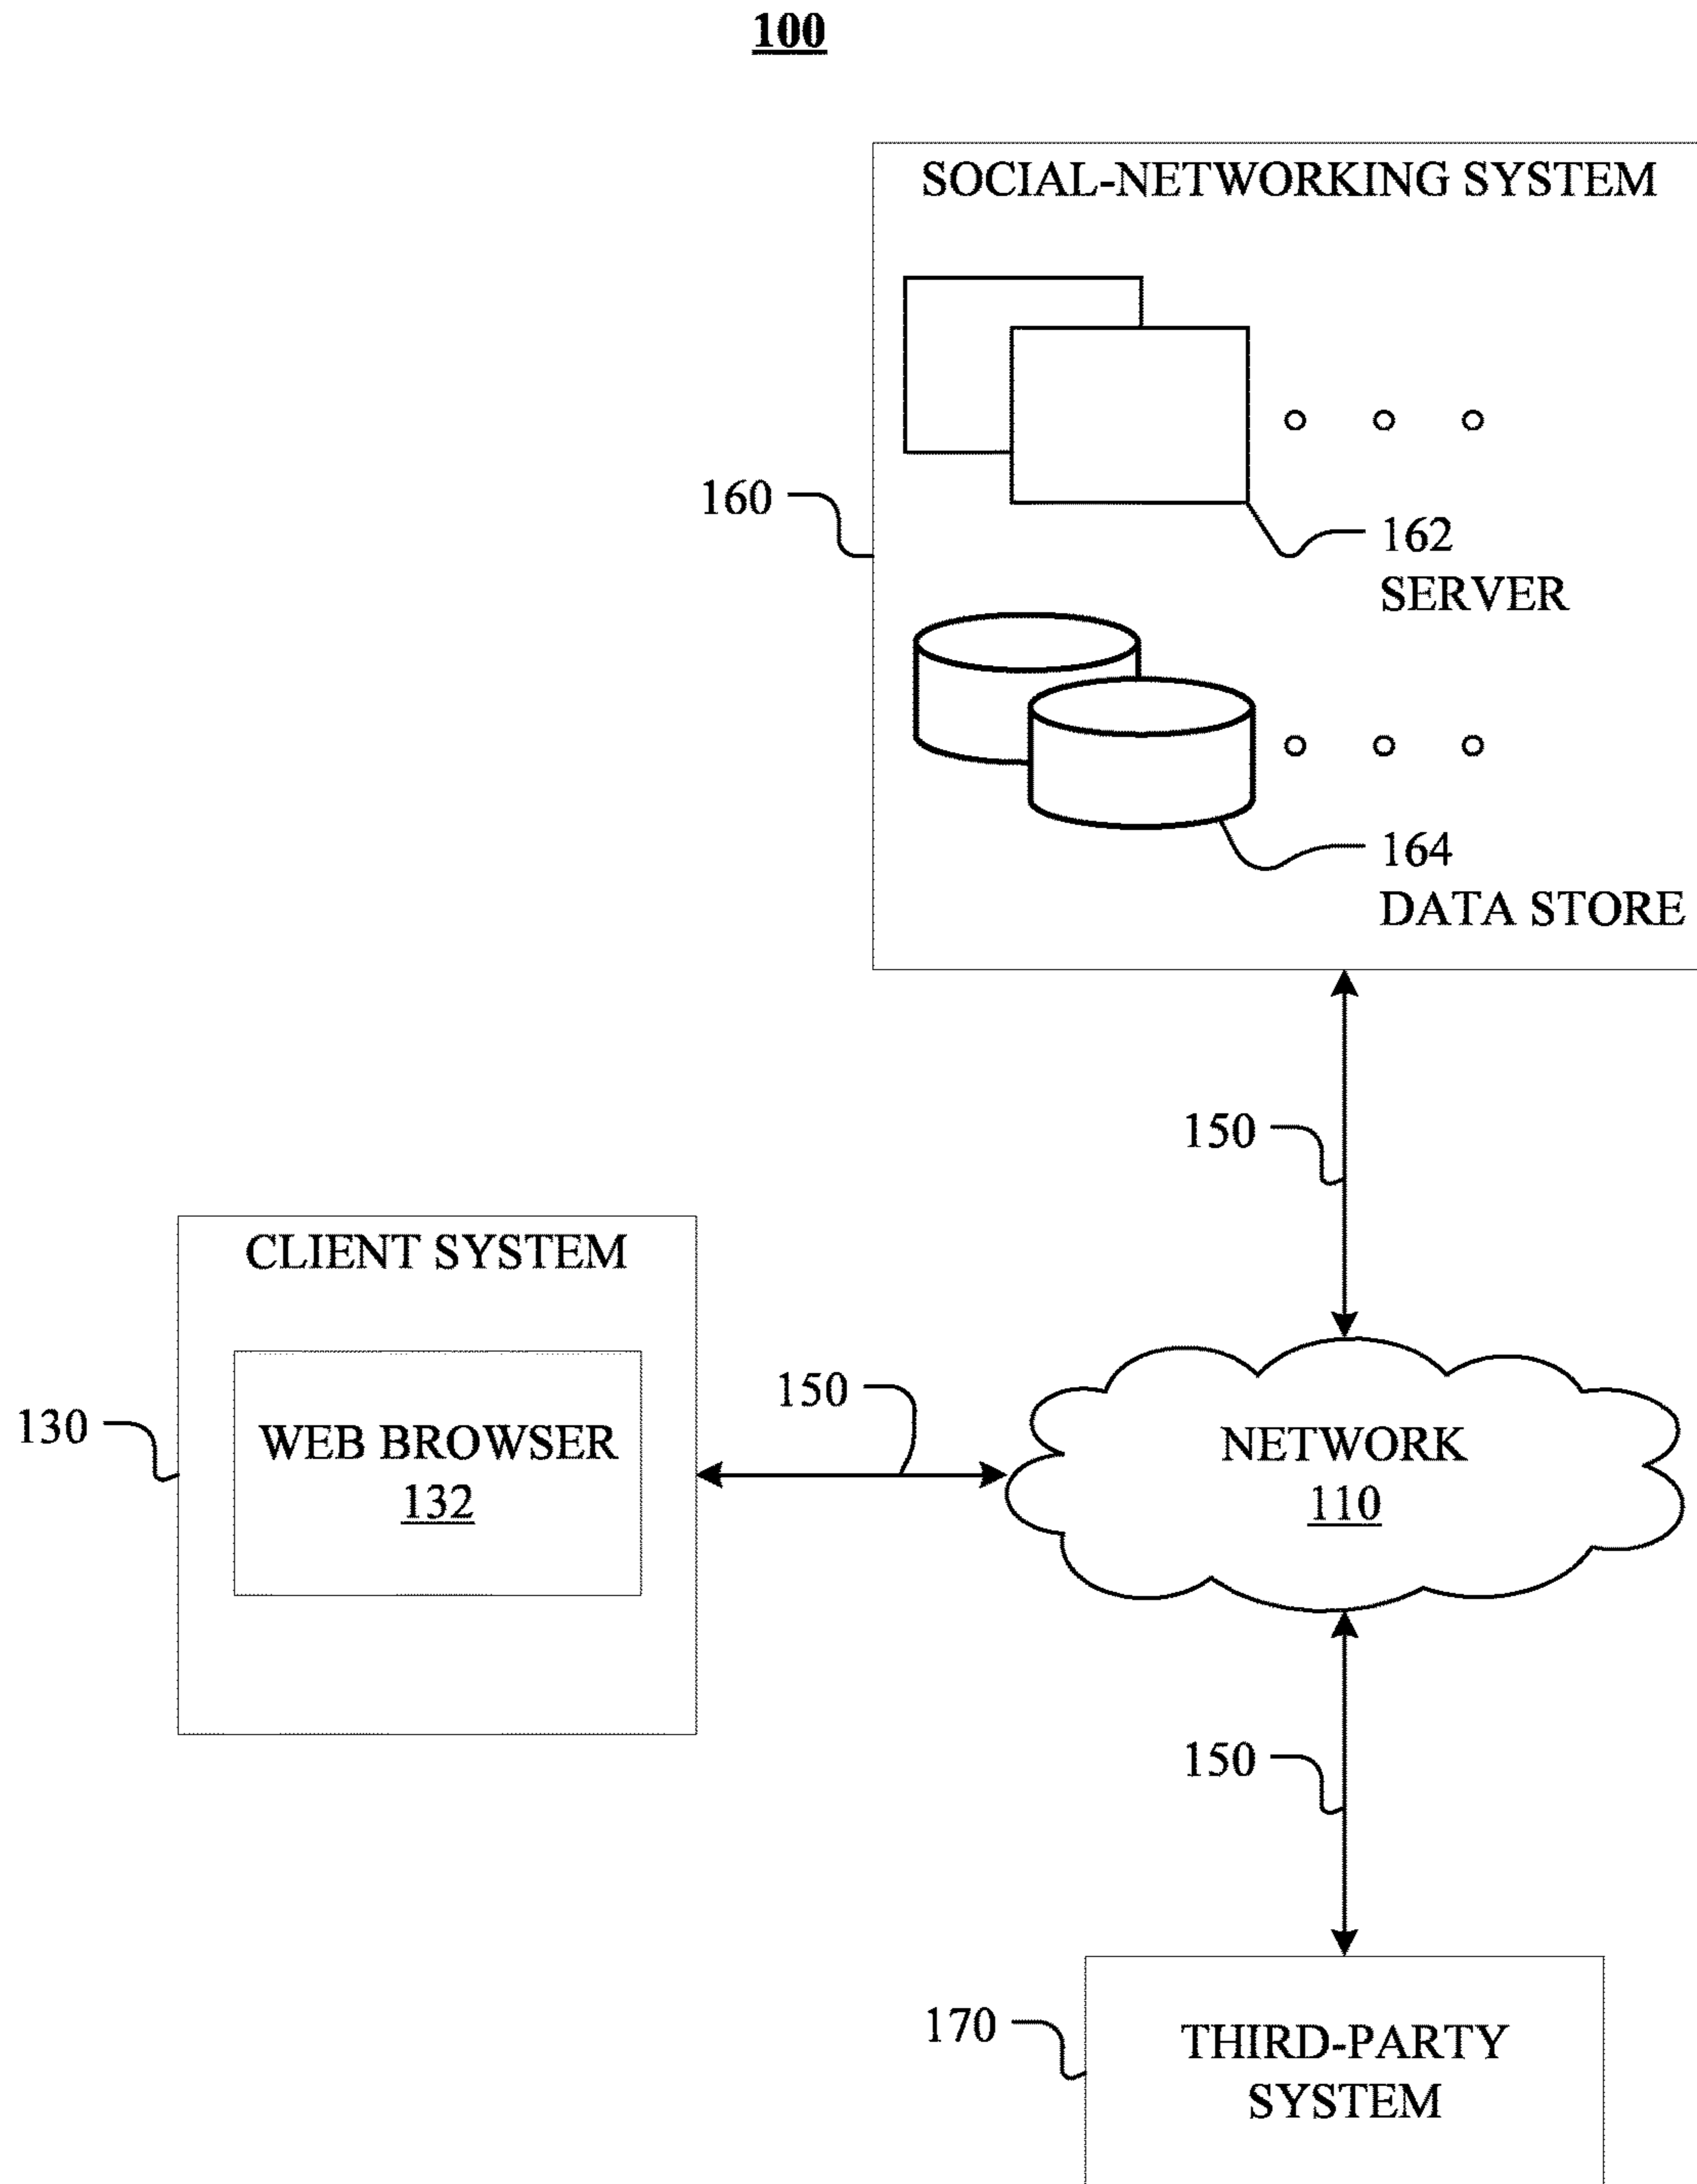 100
SOCIAL-NETWORKING SYSTEM
160
162
SERVER
164
DATA STORE
150
CLIENT SYSTEM
130
WEB BROWSER
132
150
NETWORK
110
150
170
THIRD-PARTY
SYSTEM